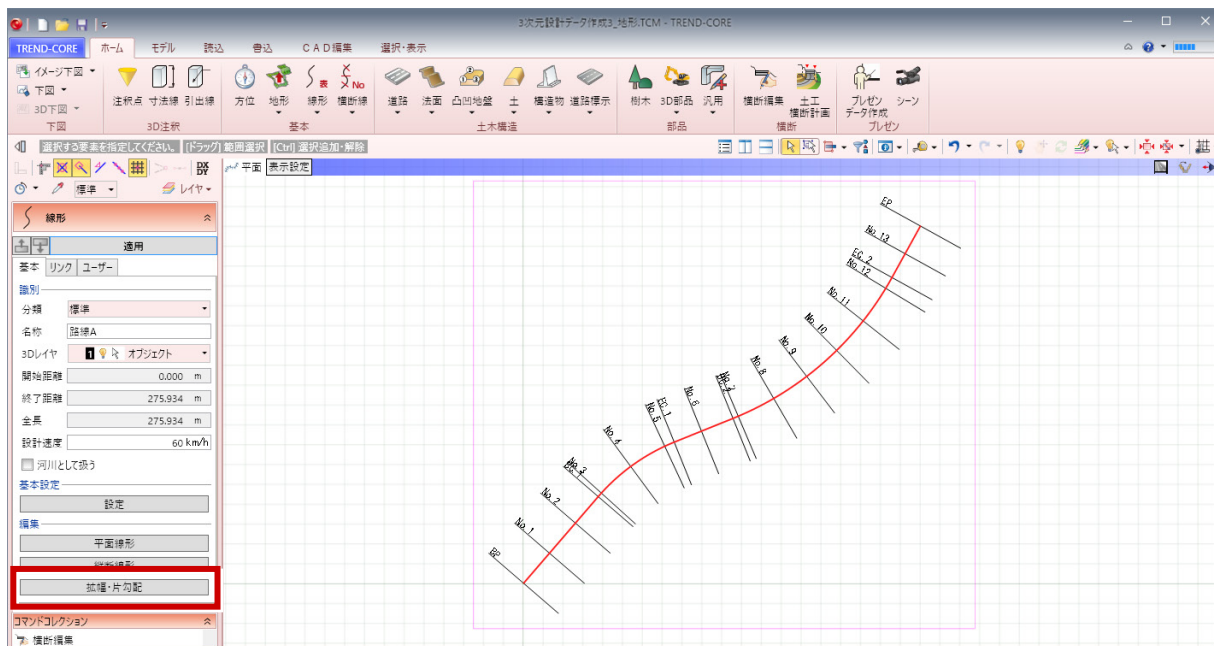 3次元設計データ作成3_地形.TCM - TREND-CORE
TREND-CORE ホーム モデル 読込 書込 CAD編集 選択・表示
イメージ下図
下図
3D下図
注釈点 寸法線 引出線
方位 地形 線形 横断線
道路 法面 凸凹地盤 土 構造物 道路標示
樹木 3D部品 汎用
横断編集 土工横断計画
プレゼンデータ作成 シーン
下図 3D注釈 基本 土木構造 部品 横断 プレゼン
選択する要素を指定してください。 [ドラッグ]範囲選択 [Ctrl]選択追加・解除
平面 表示設定
標準 レイヤ
線形
適用
基本 リンク ユーザー
識別
分類 標準
名称 路線A
3Dレイヤ 1 オブジェクト
開始距離 0.000 m
終了距離 275.934 m
全長 275.934 m
設計速度 60 km/h
河川として扱う
基本設定
設定
編集
平面線形
拡幅・片勾配
コマンドコレクション
横断編集
EP
No.13
EC.2
No.12
No.11
No.10
No.9
No.8
No.6
EC.1
No.5
No.4
No.3
No.2
No.1
BP